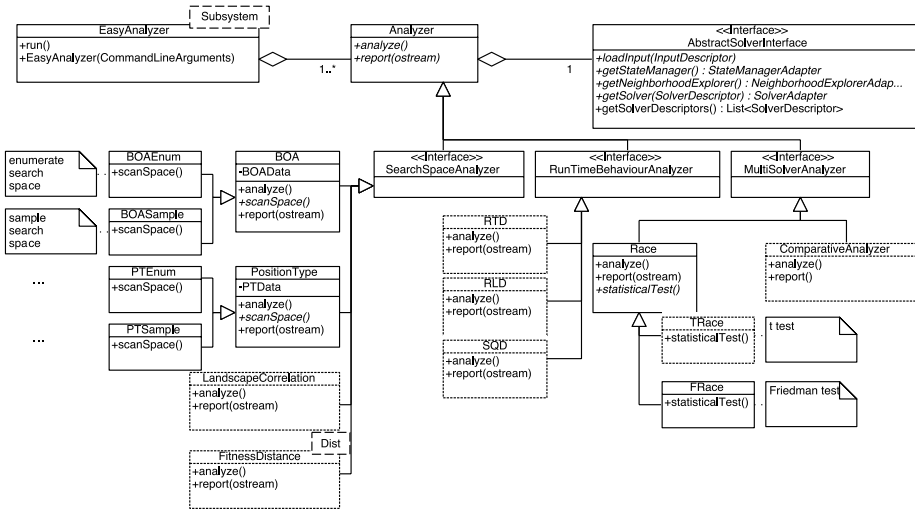 Subsystem
EasyAnalyzer
+run()
+EasyAnalyzer(CommandLineArguments)
1..*
Analyzer
+analyze()
+report(ostream)
1
<<Interface>>
AbstractSolverInterface
+loadInput(InputDescriptor)
+getStateManager() : StateManagerAdapter
+getNeighborhoodExplorer() : NeighborhoodExplorerAdap...
+getSolver(SolverDescriptor) : SolverAdapter
+getSolverDescriptors() : List<SolverDescriptor>
enumerate
search
space
BOAEnum
+scanSpace()
BOA
-BOAData
+analyze()
+scanSpace()
+report(ostream)
<<Interface>>
SearchSpaceAnalyzer
<<Interface>>
RunTimeBehaviourAnalyzer
<<Interface>>
MultiSolverAnalyzer
sample
search
space
BOASample
+scanSpace()
...
PTEnum
+scanSpace()
PositionType
-PTData
+analyze()
+scanSpace()
+report(ostream)
...
PTSample
+scanSpace()
LandscapeCorrelation
+analyze()
+report(ostream)
Dist
FitnessDistance
+analyze()
+report(ostream)
RTD
+analyze()
+report(ostream)
RLD
+analyze()
+report(ostream)
SQD
+analyze()
+report(ostream)
Race
+analyze()
+report(ostream)
+statisticalTest()
ComparativeAnalyzer
+analyze()
+report()
TRace
+statisticalTest()
t test
FRace
+statisticalTest()
Friedman test